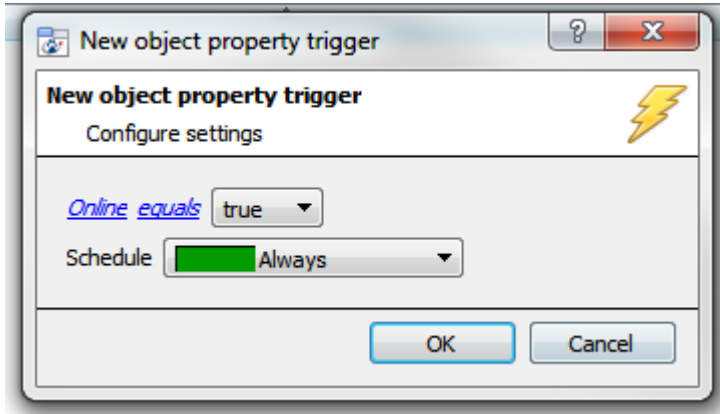 New object property trigger
New object property trigger
Configure settings
Online equals true
Schedule Always
OK Cancel